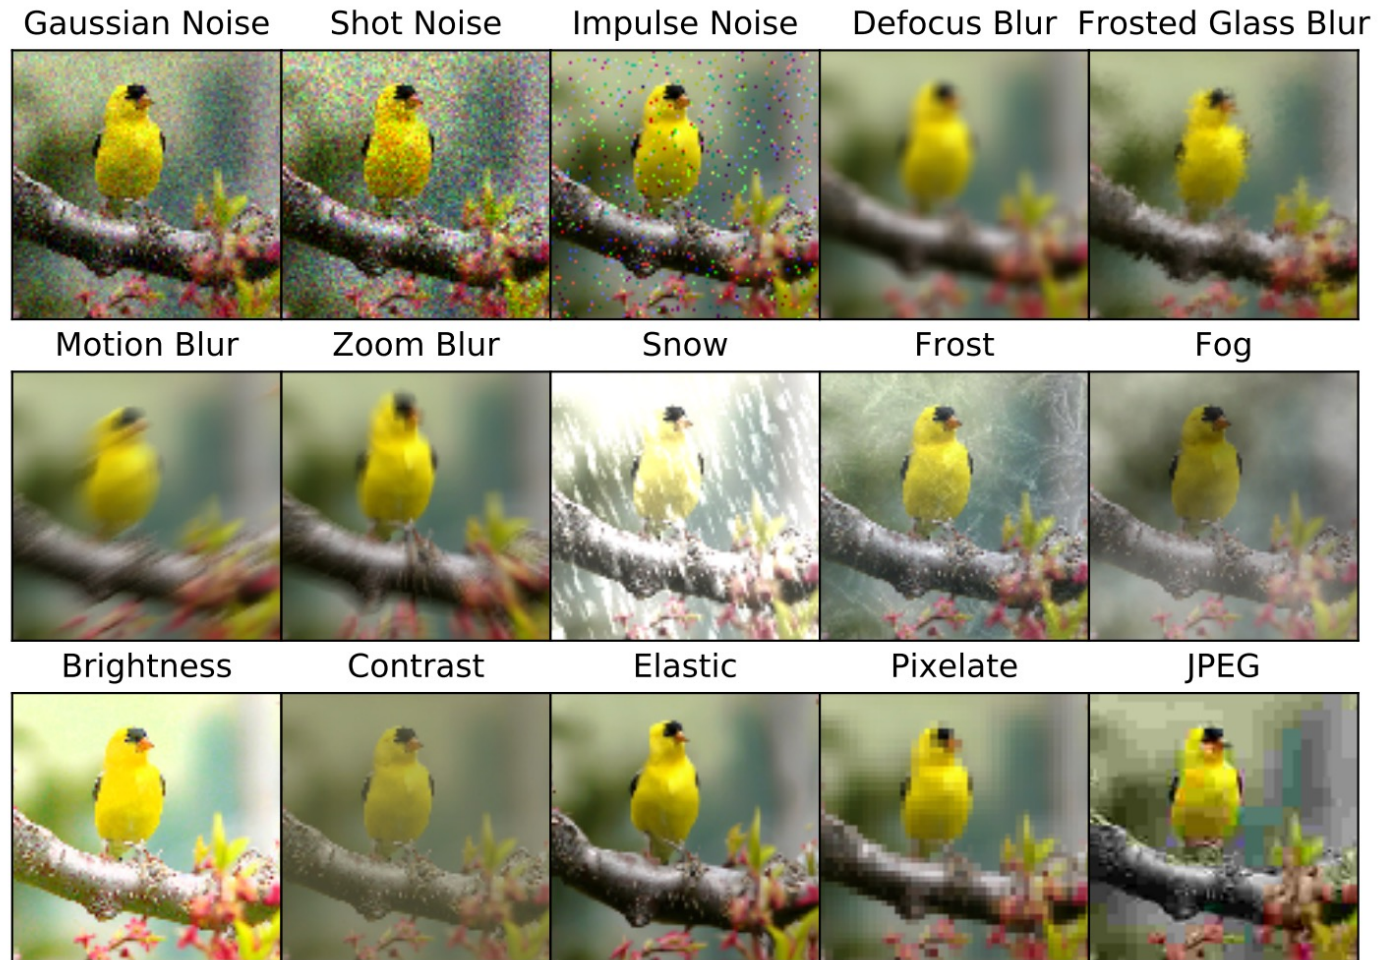 Gaussian Noise Shot Noise Impulse Noise Defocus Blur Frosted Glass Blur
Motion Blur Zoom Blur Snow Frost Fog
Brightness Contrast Elastic Pixelate JPEG